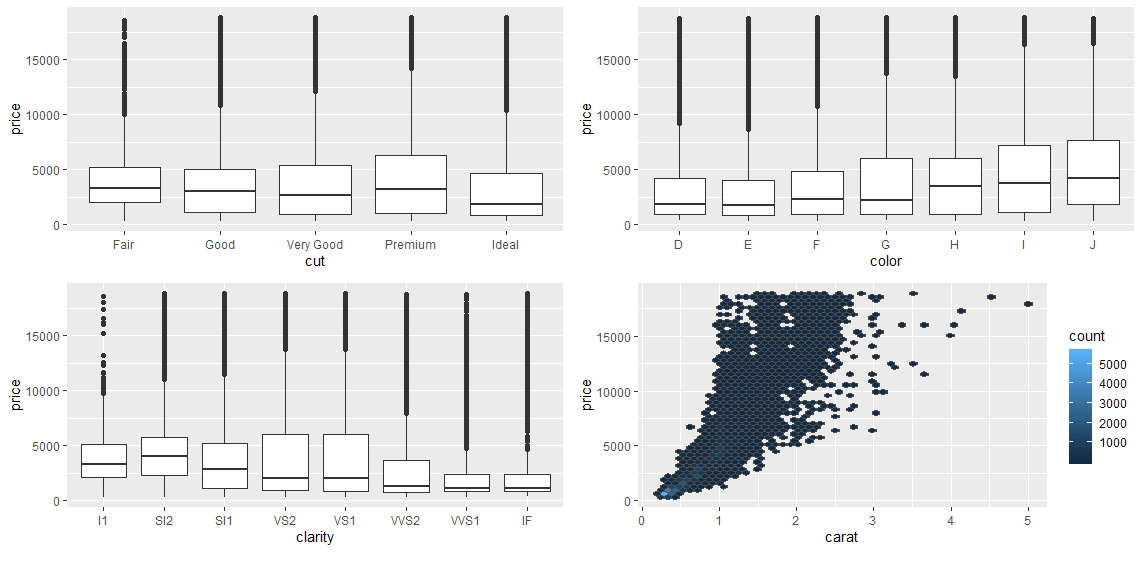 price
15000
10000
5000
0
Fair Good Very Good Premium Ideal
cut
price
15000
10000
5000
0
D E F G H I J
color
price
15000
10000
5000
0
I1 SI2 SI1 VS2 VS1 VVS2 VVS1 IF
clarity
price
15000
10000
5000
0
0 1 2 3 4 5
carat
count
5000
4000
3000
2000
1000